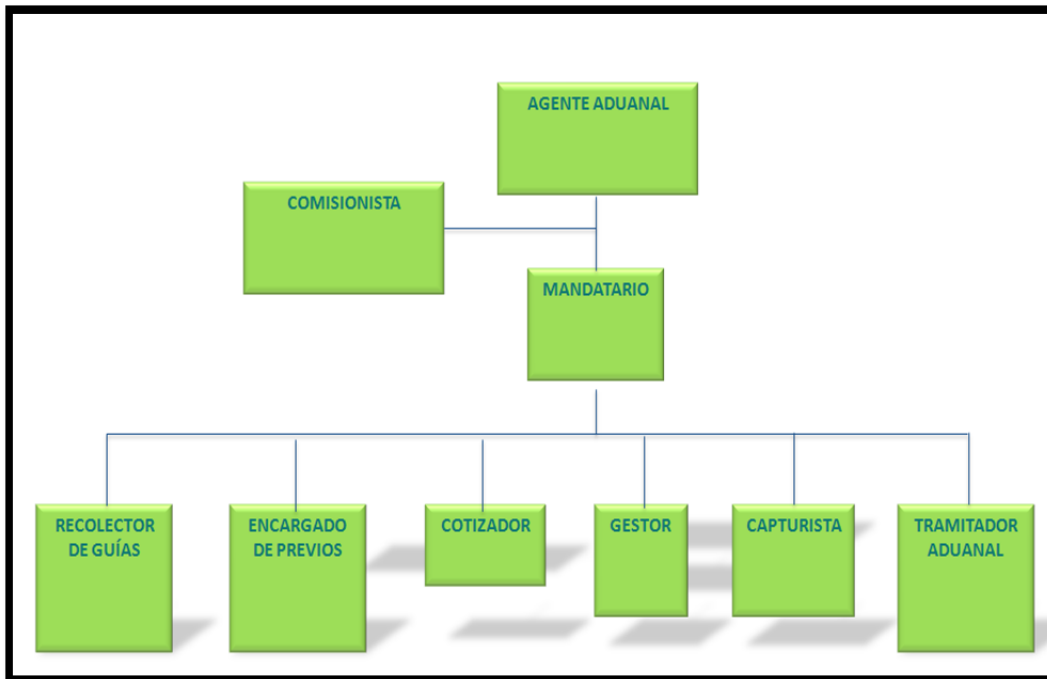 AGENTE ADUANAL
COMISIONISTA
MANDATARIO
RECOLECTOR
DE GUÍAS
ENCARGADO
DE PREVIOS
COTIZADOR
GESTOR
CAPTURISTA
TRAMITADOR
ADUANAL